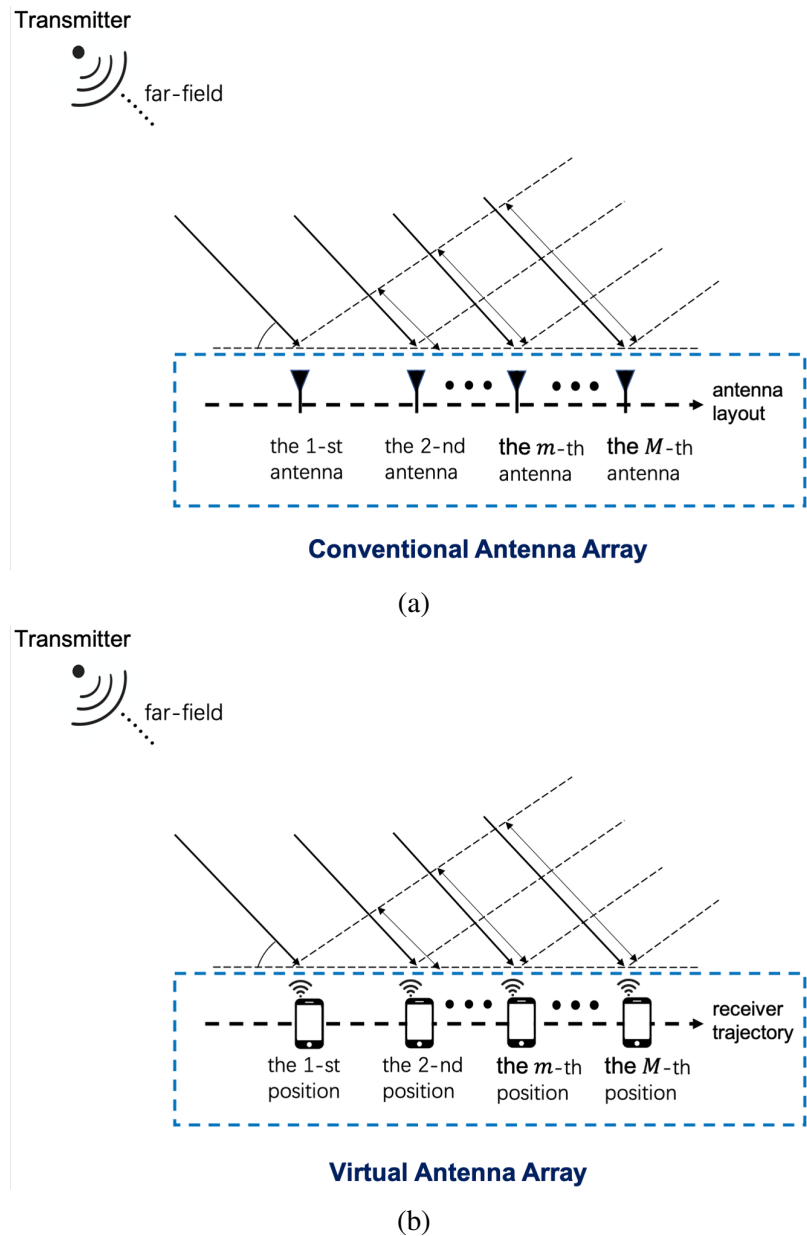 Transmitter
far-field
antenna
layout
the 1-st
antenna
the 2-nd
antenna
the m-th
antenna
the M-th
antenna
Conventional Antenna Array
(a)
Transmitter
far-field
receiver
trajectory
the 1-st
position
the 2-nd
position
the m-th
position
the M-th
position
Virtual Antenna Array
(b)